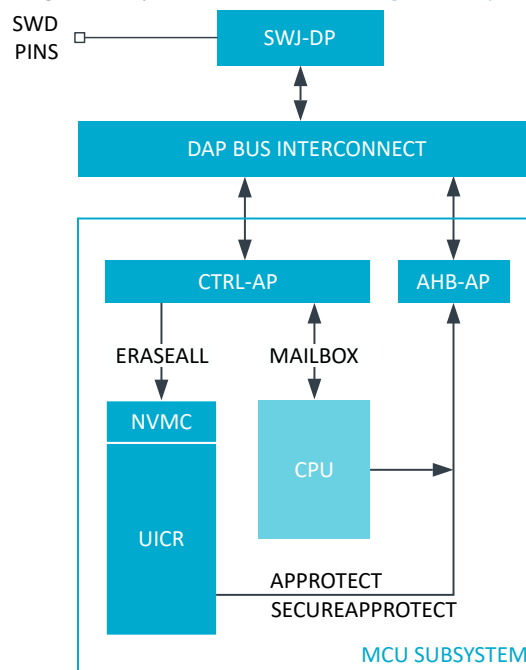 SWD
PINS
SWJ-DP
DAP BUS INTERCONNECT
CTRL-AP
AHB-AP
ERASEALL
MAILBOX
NVMC
CPU
UICR
APPROTECT
SECUREAPPROTECT
MCU SUBSYSTEM